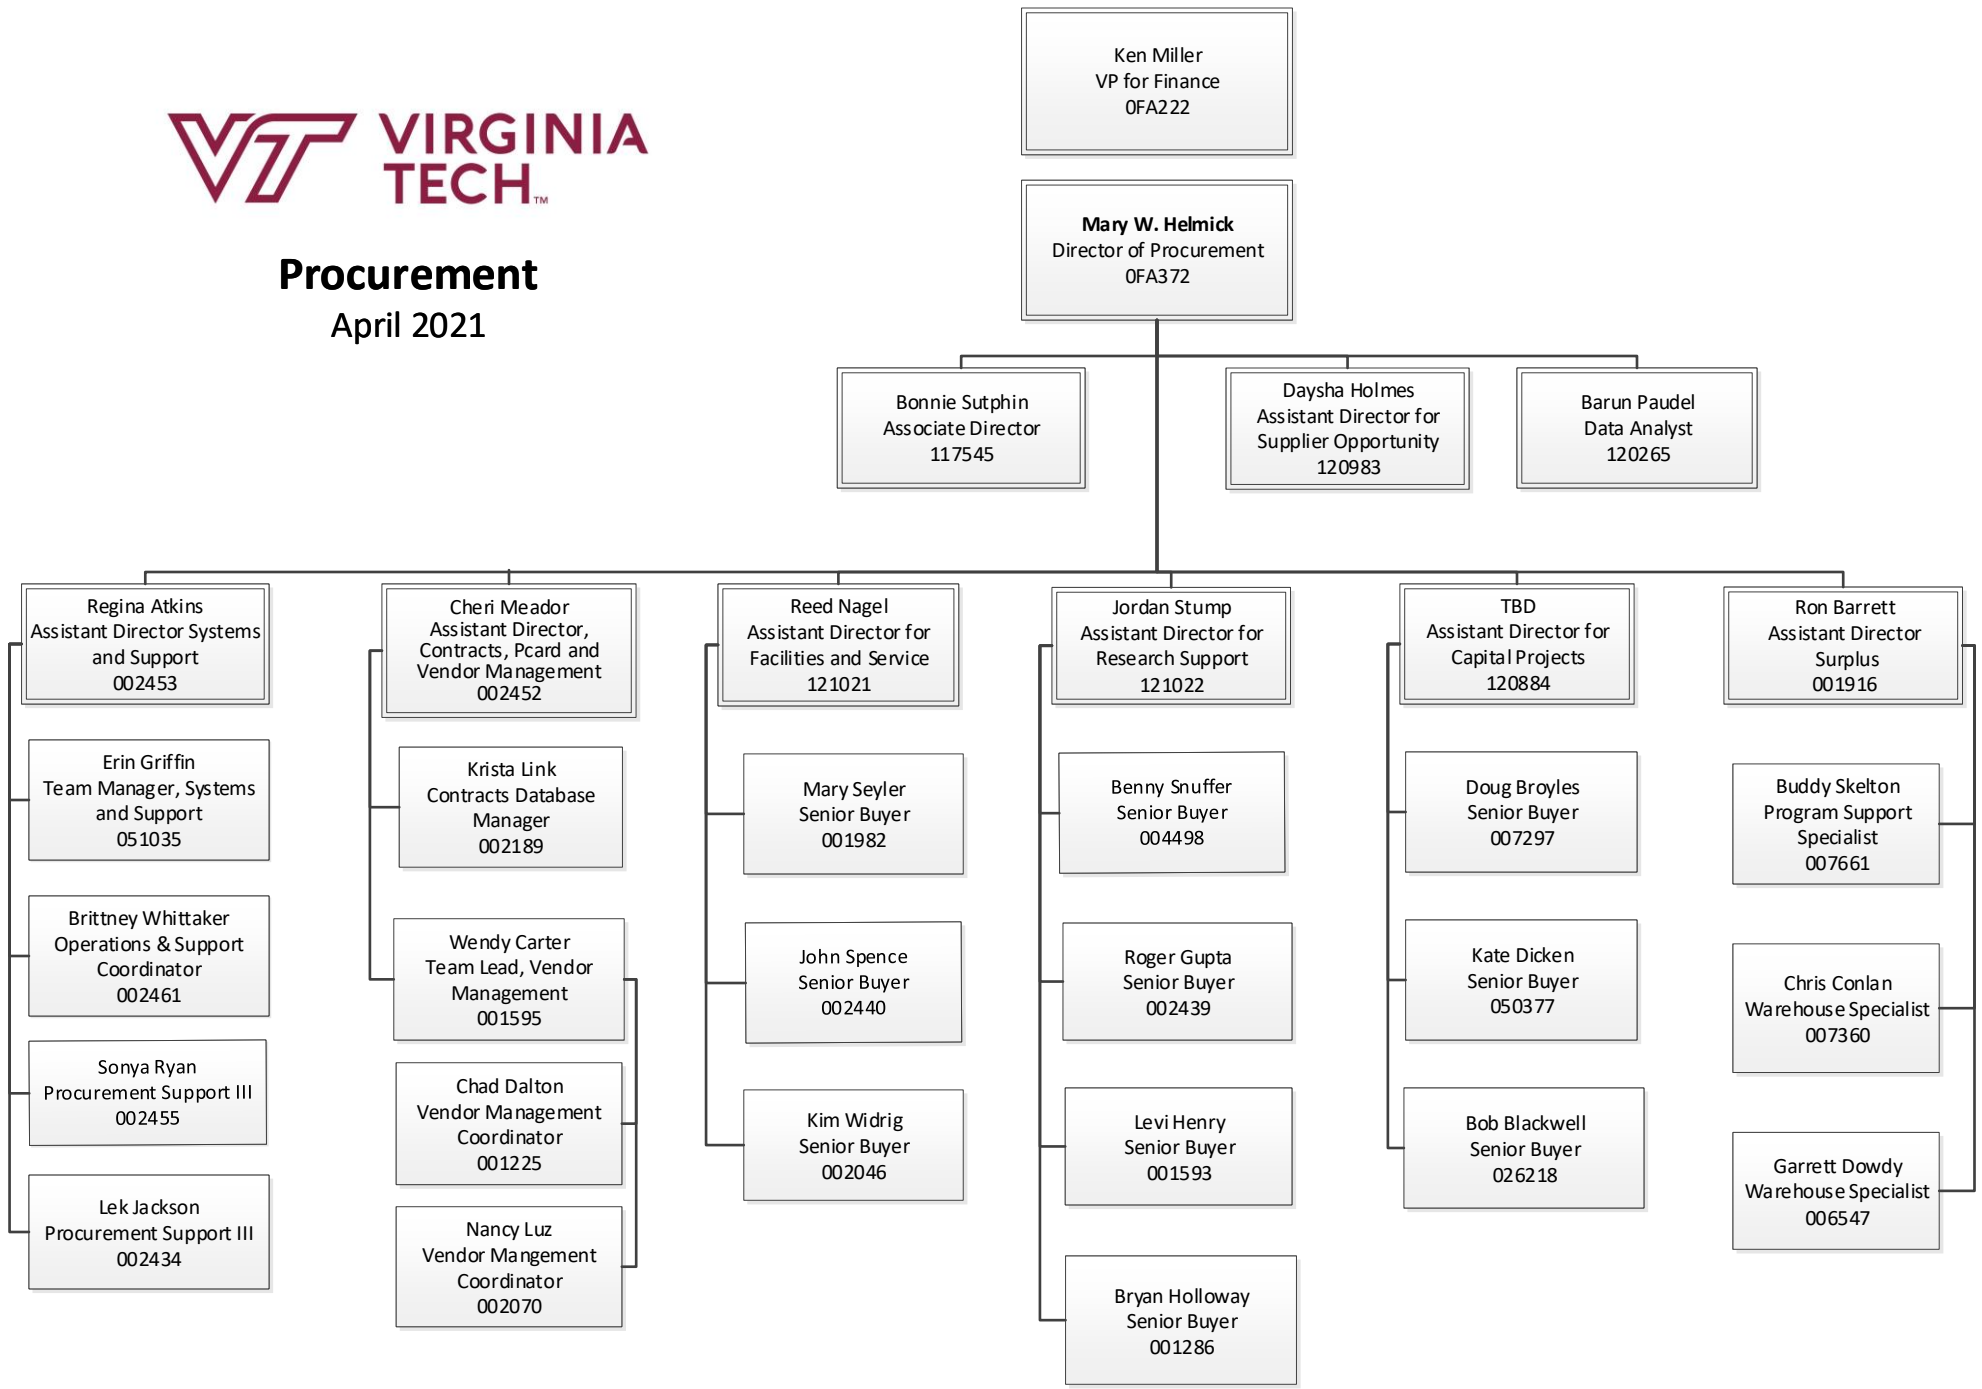 Ken Miller
VP for Finance
0FA222
VT VIRGINIA
TECH™
Procurement
April 2021
Mary W. Helmick
Director of Procurement
0FA372
Bonnie Sutphin
Associate Director
117545
Daysha Holmes
Assistant Director for
Supplier Opportunity
120983
Barun Paudel
Data Analyst
120265
Regina Atkins
Assistant Director Systems
and Support
002453
Erin Griffin
Team Manager, Systems
and Support
051035
Brittney Whittaker
Operations & Support
Coordinator
002461
Sonya Ryan
Procurement Support III
002455
Lek Jackson
Procurement Support III
002434
Cheri Meador
Assistant Director,
Contracts, Pcard and
Vendor Management
002452
Krista Link
Contracts Database
Manager
002189
Wendy Carter
Team Lead, Vendor
Management
001595
Chad Dalton
Vendor Management
Coordinator
001225
Nancy Luz
Vendor Mangement
Coordinator
002070
Reed Nagel
Assistant Director for
Facilities and Service
121021
Mary Seyler
Senior Buyer
001982
John Spence
Senior Buyer
002440
Kim Widrig
Senior Buyer
002046
Jordan Stump
Assistant Director for
Research Support
121022
Benny Snuffer
Senior Buyer
004498
Roger Gupta
Senior Buyer
002439
Levi Henry
Senior Buyer
001593
Bryan Holloway
Senior Buyer
001286
TBD
Assistant Director for
Capital Projects
120884
Doug Broyles
Senior Buyer
007297
Kate Dicken
Senior Buyer
050377
Bob Blackwell
Senior Buyer
026218
Ron Barrett
Assistant Director
Surplus
001916
Buddy Skelton
Program Support
Specialist
007661
Chris Conlan
Warehouse Specialist
007360
Garrett Dowdy
Warehouse Specialist
006547